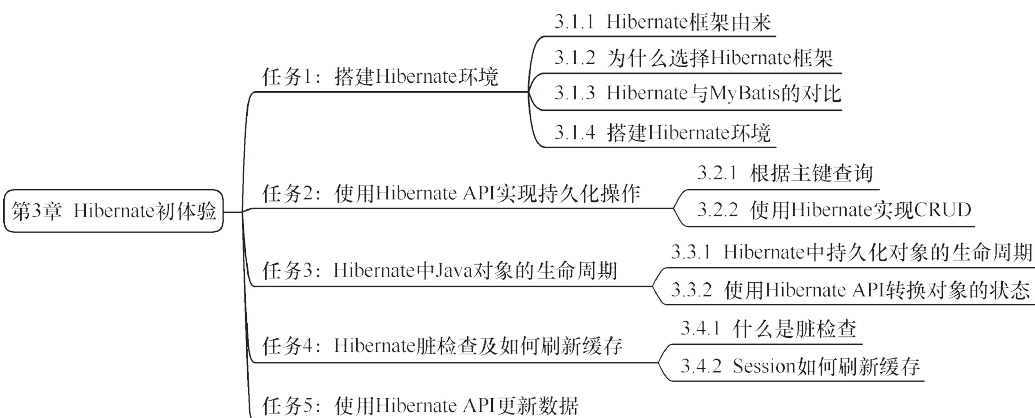 第3章 Hibernate初体验
任务1：搭建Hibernate环境
3.1.1 Hibernate框架由来
3.1.2 为什么选择Hibernate框架
3.1.3 Hibernate与MyBatis的对比
3.1.4 搭建Hibernate环境
任务2：使用Hibernate API实现持久化操作
3.2.1 根据主键查询
3.2.2 使用Hibernate实现CRUD
任务3：Hibernate中Java对象的生命周期
3.3.1 Hibernate中持久化对象的生命周期
3.3.2 使用Hibernate API转换对象的状态
任务4：Hibernate脏检查及如何刷新缓存
3.4.1 什么是脏检查
3.4.2 Session如何刷新缓存
任务5：使用Hibernate API更新数据